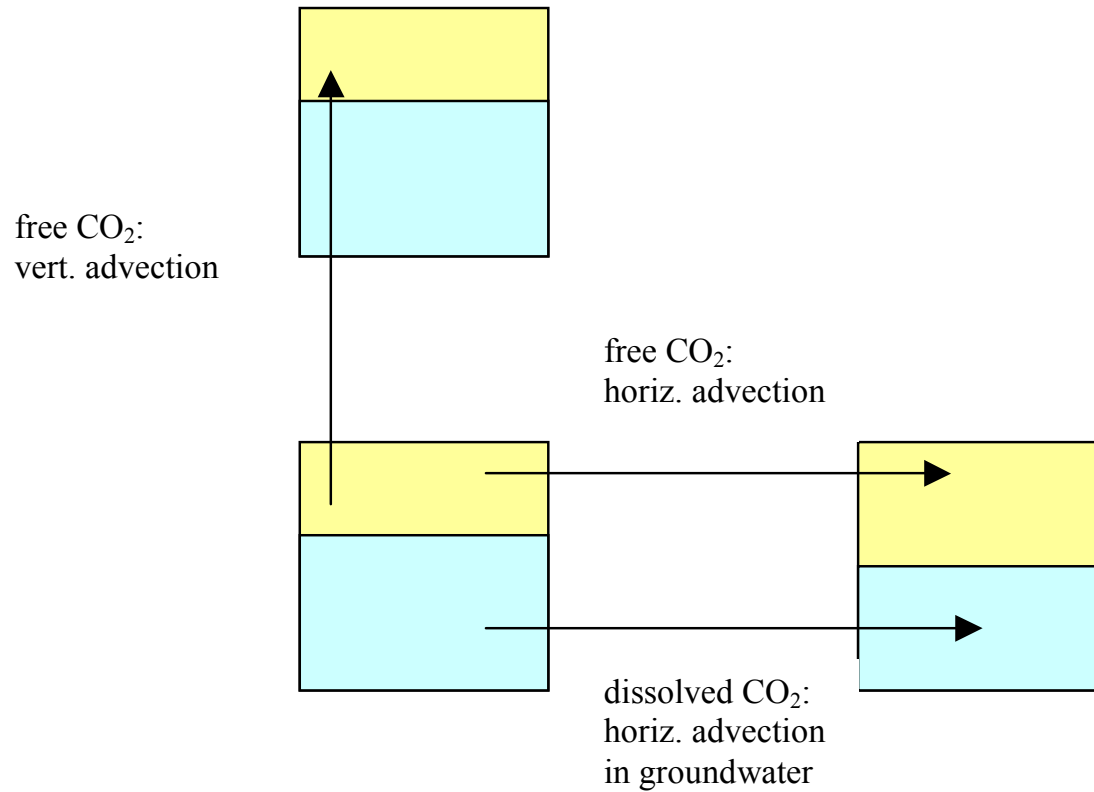 free CO₂:
vert. advection
free CO₂:
horiz. advection
dissolved CO₂:
horiz. advection
in groundwater